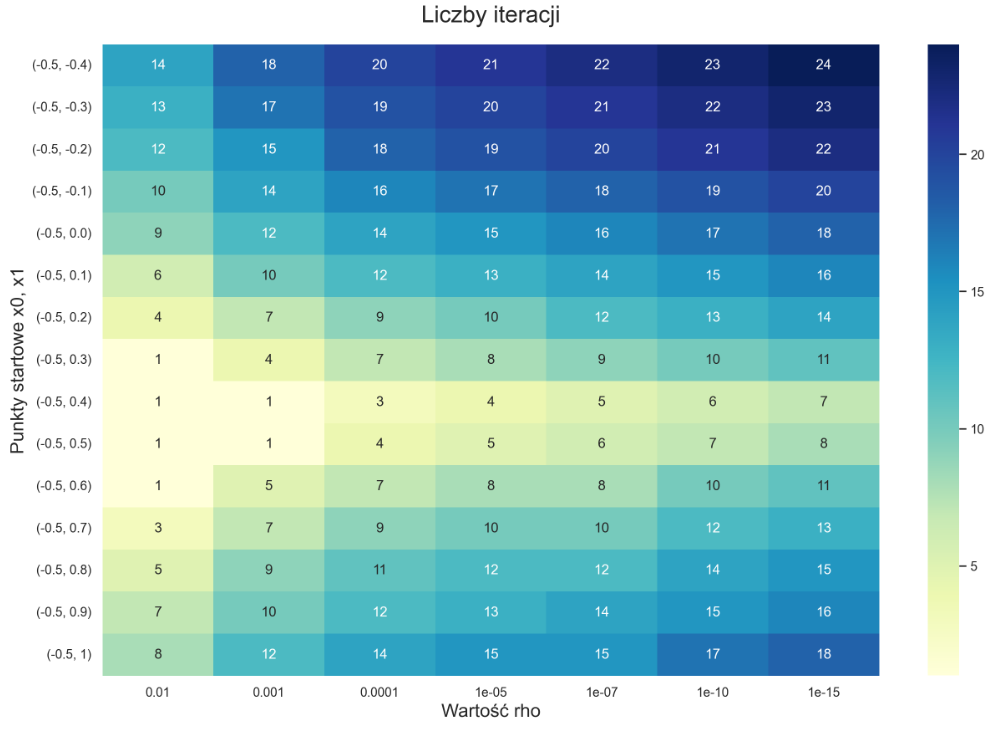 Liczby iteracji
(-0.5, -0.4) 14 18 20 21 22 23 24
(-0.5, -0.3) 13 17 19 20 21 22 23
(-0.5, -0.2) 12 15 18 19 20 21 22
(-0.5, -0.1) 10 14 16 17 18 19 20
(-0.5, 0.0) 9 12 14 15 16 17 18
(-0.5, 0.1) 6 10 12 13 14 15 16
(-0.5, 0.2) 4 7 9 10 12 13 14
(-0.5, 0.3) 1 4 7 8 9 10 11
(-0.5, 0.4) 1 1 3 4 5 6 7
(-0.5, 0.5) 1 1 4 5 6 7 8
(-0.5, 0.6) 1 5 7 8 8 10 11
(-0.5, 0.7) 3 7 9 10 10 12 13
(-0.5, 0.8) 5 9 11 12 12 14 15
(-0.5, 0.9) 7 10 12 13 14 15 16
(-0.5, 1) 8 12 14 15 15 17 18
0.01 0.001 0.0001 1e-05 1e-07 1e-10 1e-15
Wartość rho
Punkty startowe x0, x1
20
15
10
5